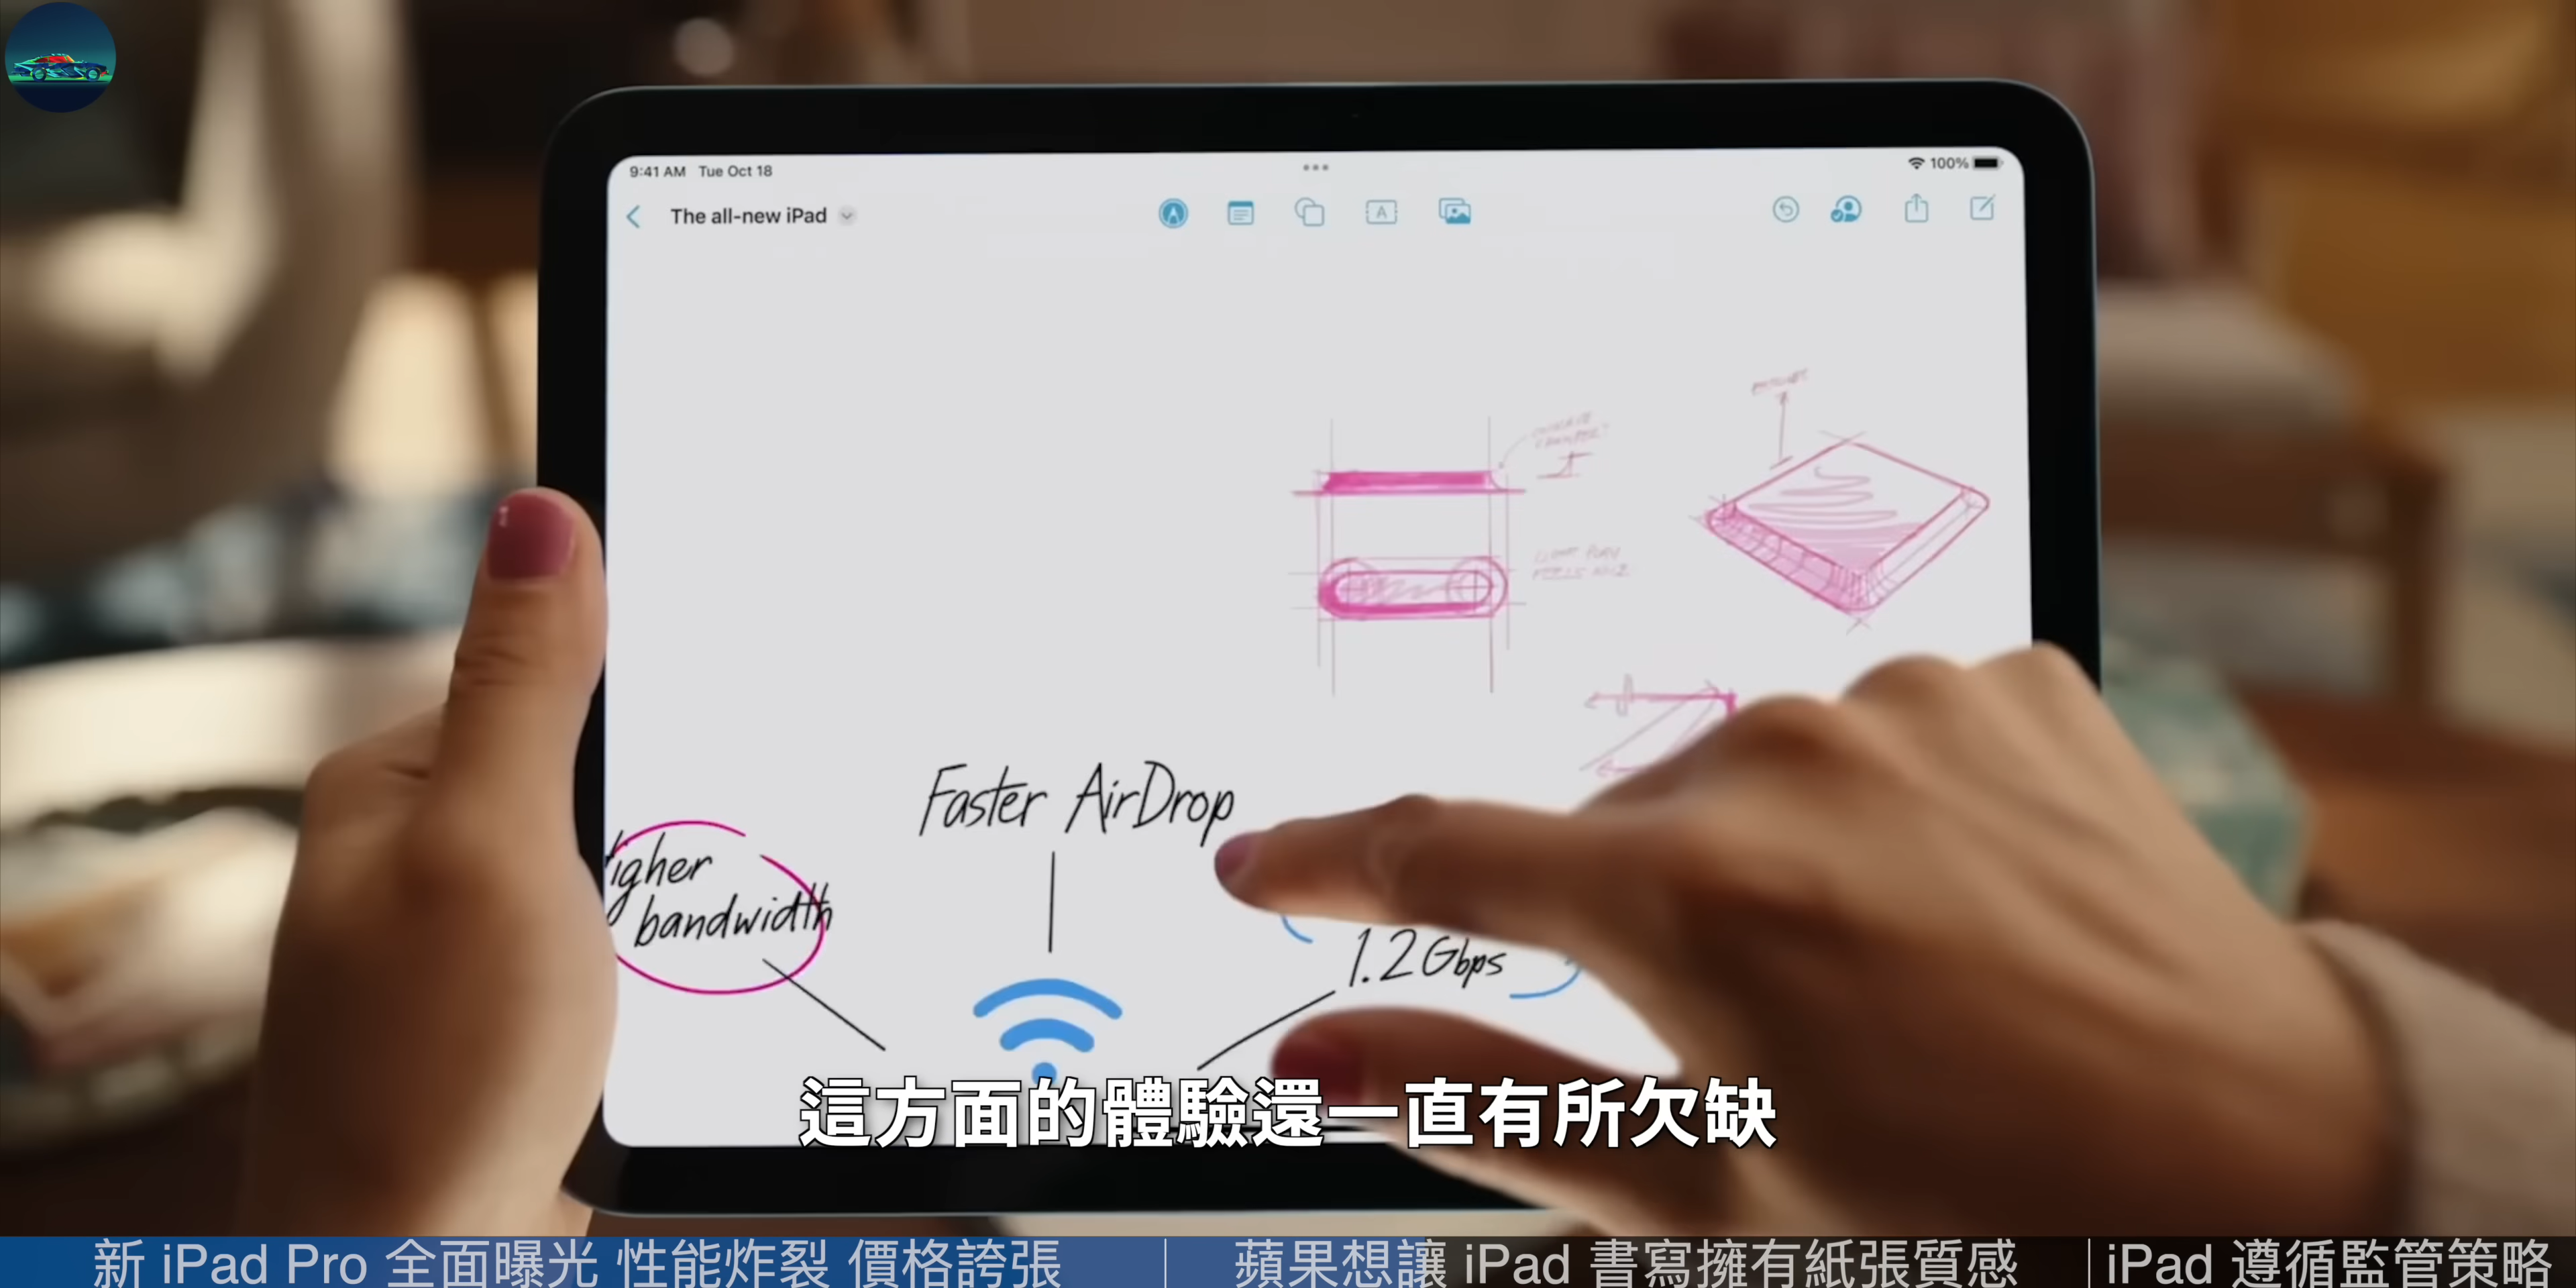 9:41 AM Tue Oct 18
100%
The all-new iPad
A
Faster AirDrop
igher
bandwidth
1.2 Gbps
這方面的體驗還一直有所欠缺
新 iPad Pro 全面曝光 性能炸裂 價格誇張
蘋果想讓 iPad 書寫擁有紙張質感
iPad 遵循監管策略